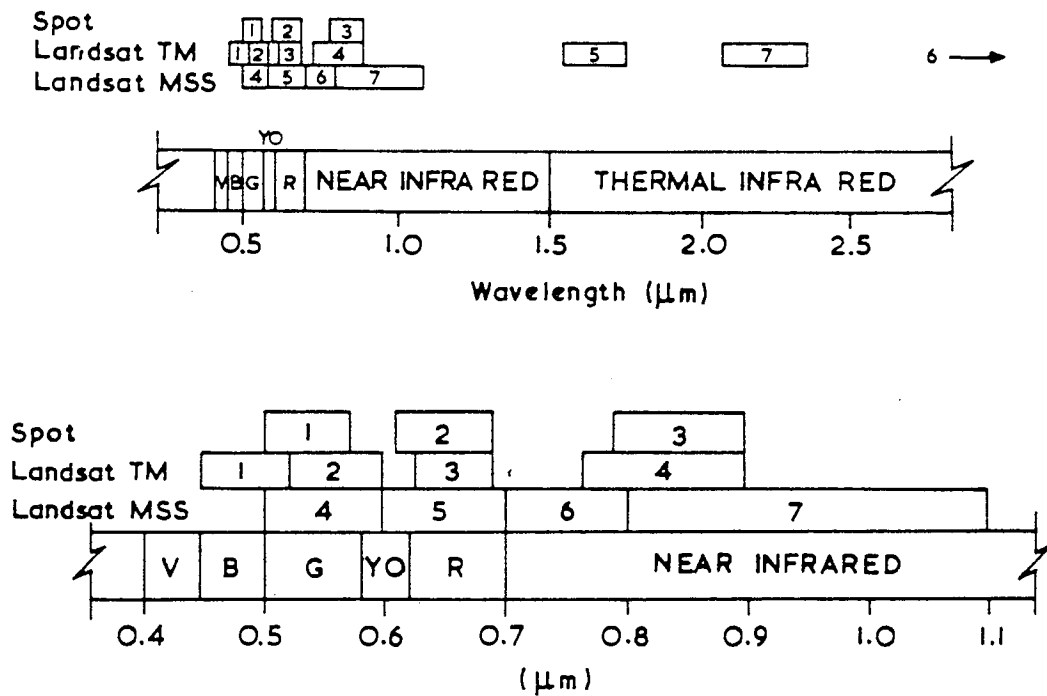 Spot 1 2 3
Landsat TM 1 2 3 4 5 7 6
Landsat MSS 4 5 6 7
YO
V B G R NEAR INFRA RED THERMAL INFRA RED
0.5 1.0 1.5 2.0 2.5
Wavelength (μm)
Spot 1 2 3
Landsat TM 1 2 3 4
Landsat MSS 4 5 6 7
V B G YO R NEAR INFRARED
0.4 0.5 0.6 0.7 0.8 0.9 1.0 1.1
(μm)